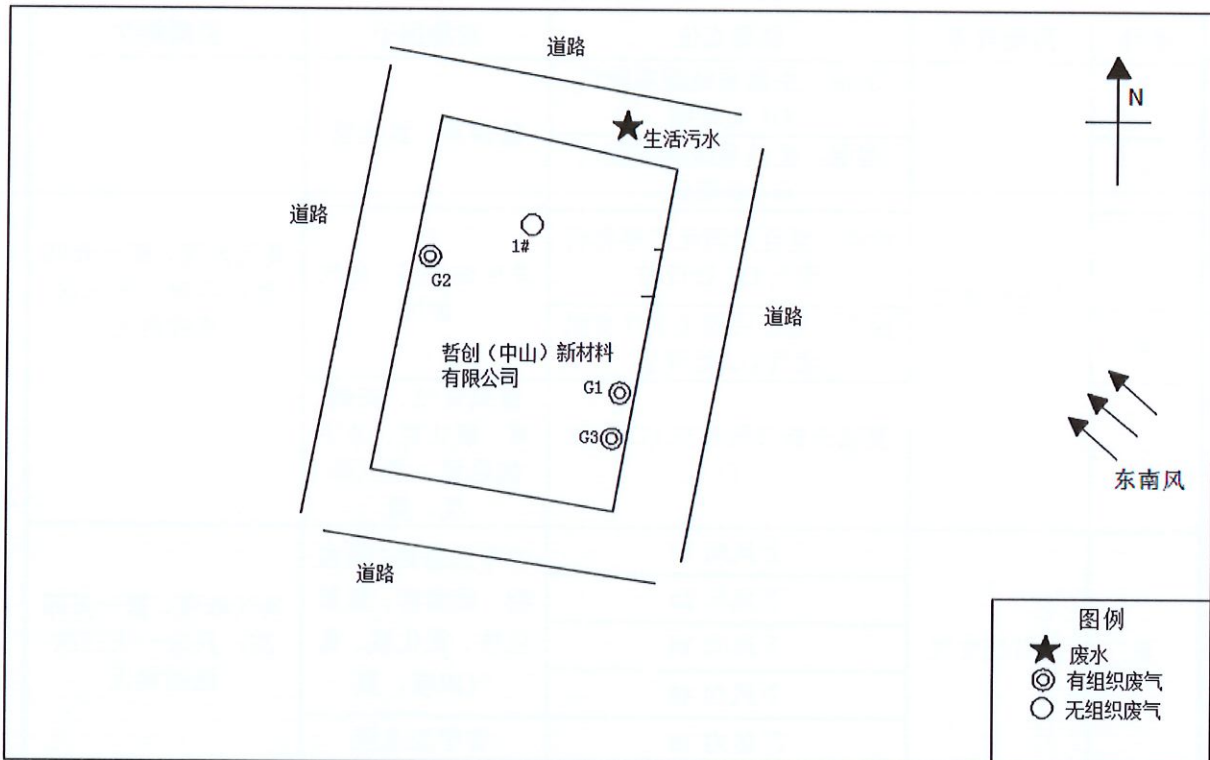 道路
N
生活污水
道路
1#
G2
道路
哲创（中山）新材料
有限公司
G1
G3
东南风
道路
图例
废水
有组织废气
无组织废气